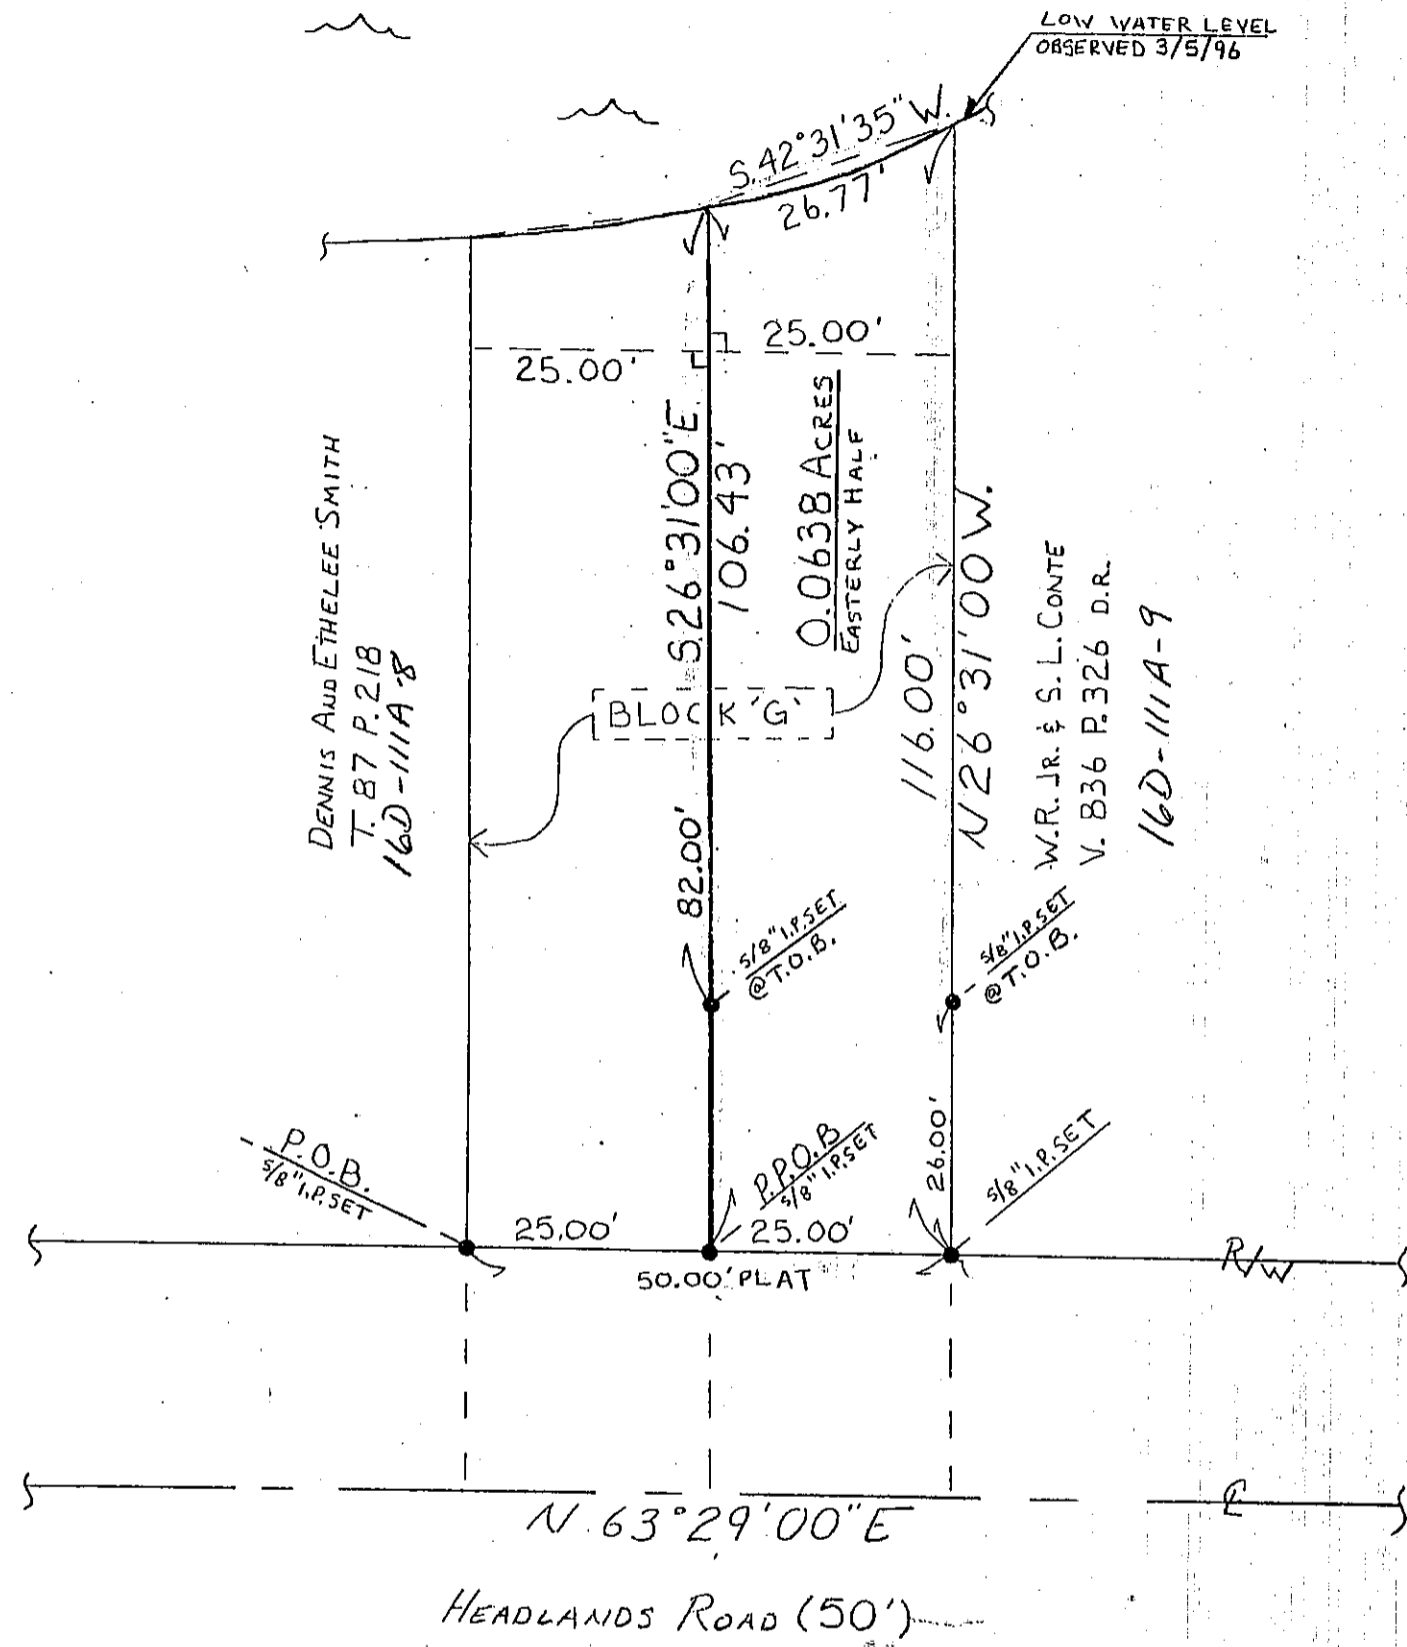 LOW WATER LEVEL
OBSERVED 3/5/96
S.42°31'35"W.
26.77'
25.00'
25.00'
S.26°31'00"E.
106.43'
0.0638 ACRES
EASTERLY HALF
DENNIS AND ETHELEE SMITH
T. 87 P. 218
16D-111A-8
BLOCK 'G'
116.00'
N26°31'00 W.
W.R. JR. & S.L. CONTE
V. 836 P. 326 D.R.
16D-111A-9
82.00'
5/8" I.P. SET
@ T.O.B.
5/8" I.P. SET
@ T.O.B.
P.O.B.
5/8" I.P. SET
P.P.O.B
5/8" I.P. SET
26.00'
5/8" I.P. SET
25.00'
25.00'
50.00' PLAT
R/W
℄
N.63°29'00"E
HEADLANDS ROAD (50')